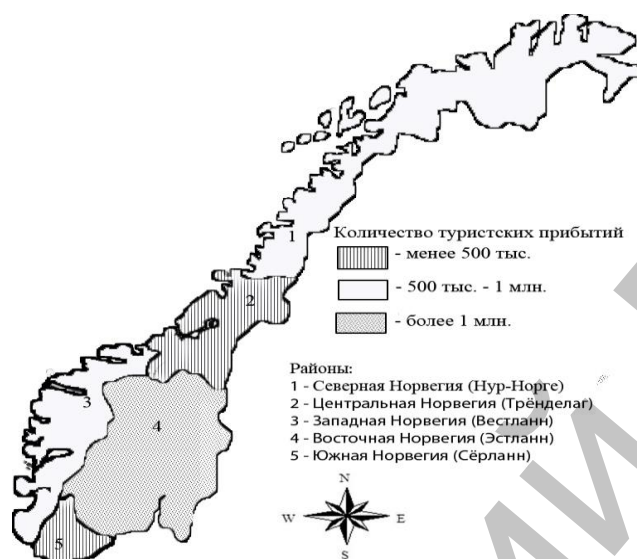 Количество туристских прибытий
- менее 500 тыс.
- 500 тыс. - 1 млн.
- более 1 млн.
Районы:
1 - Северная Норвегия (Нур-Норге)
2 - Центральная Норвегия (Трёнделаг)
3 - Западная Норвегия (Вестланн)
4 - Восточная Норвегия (Эстланн)
5 - Южная Норвегия (Сёрланн)
1
2
3
4
5
N
W E
S